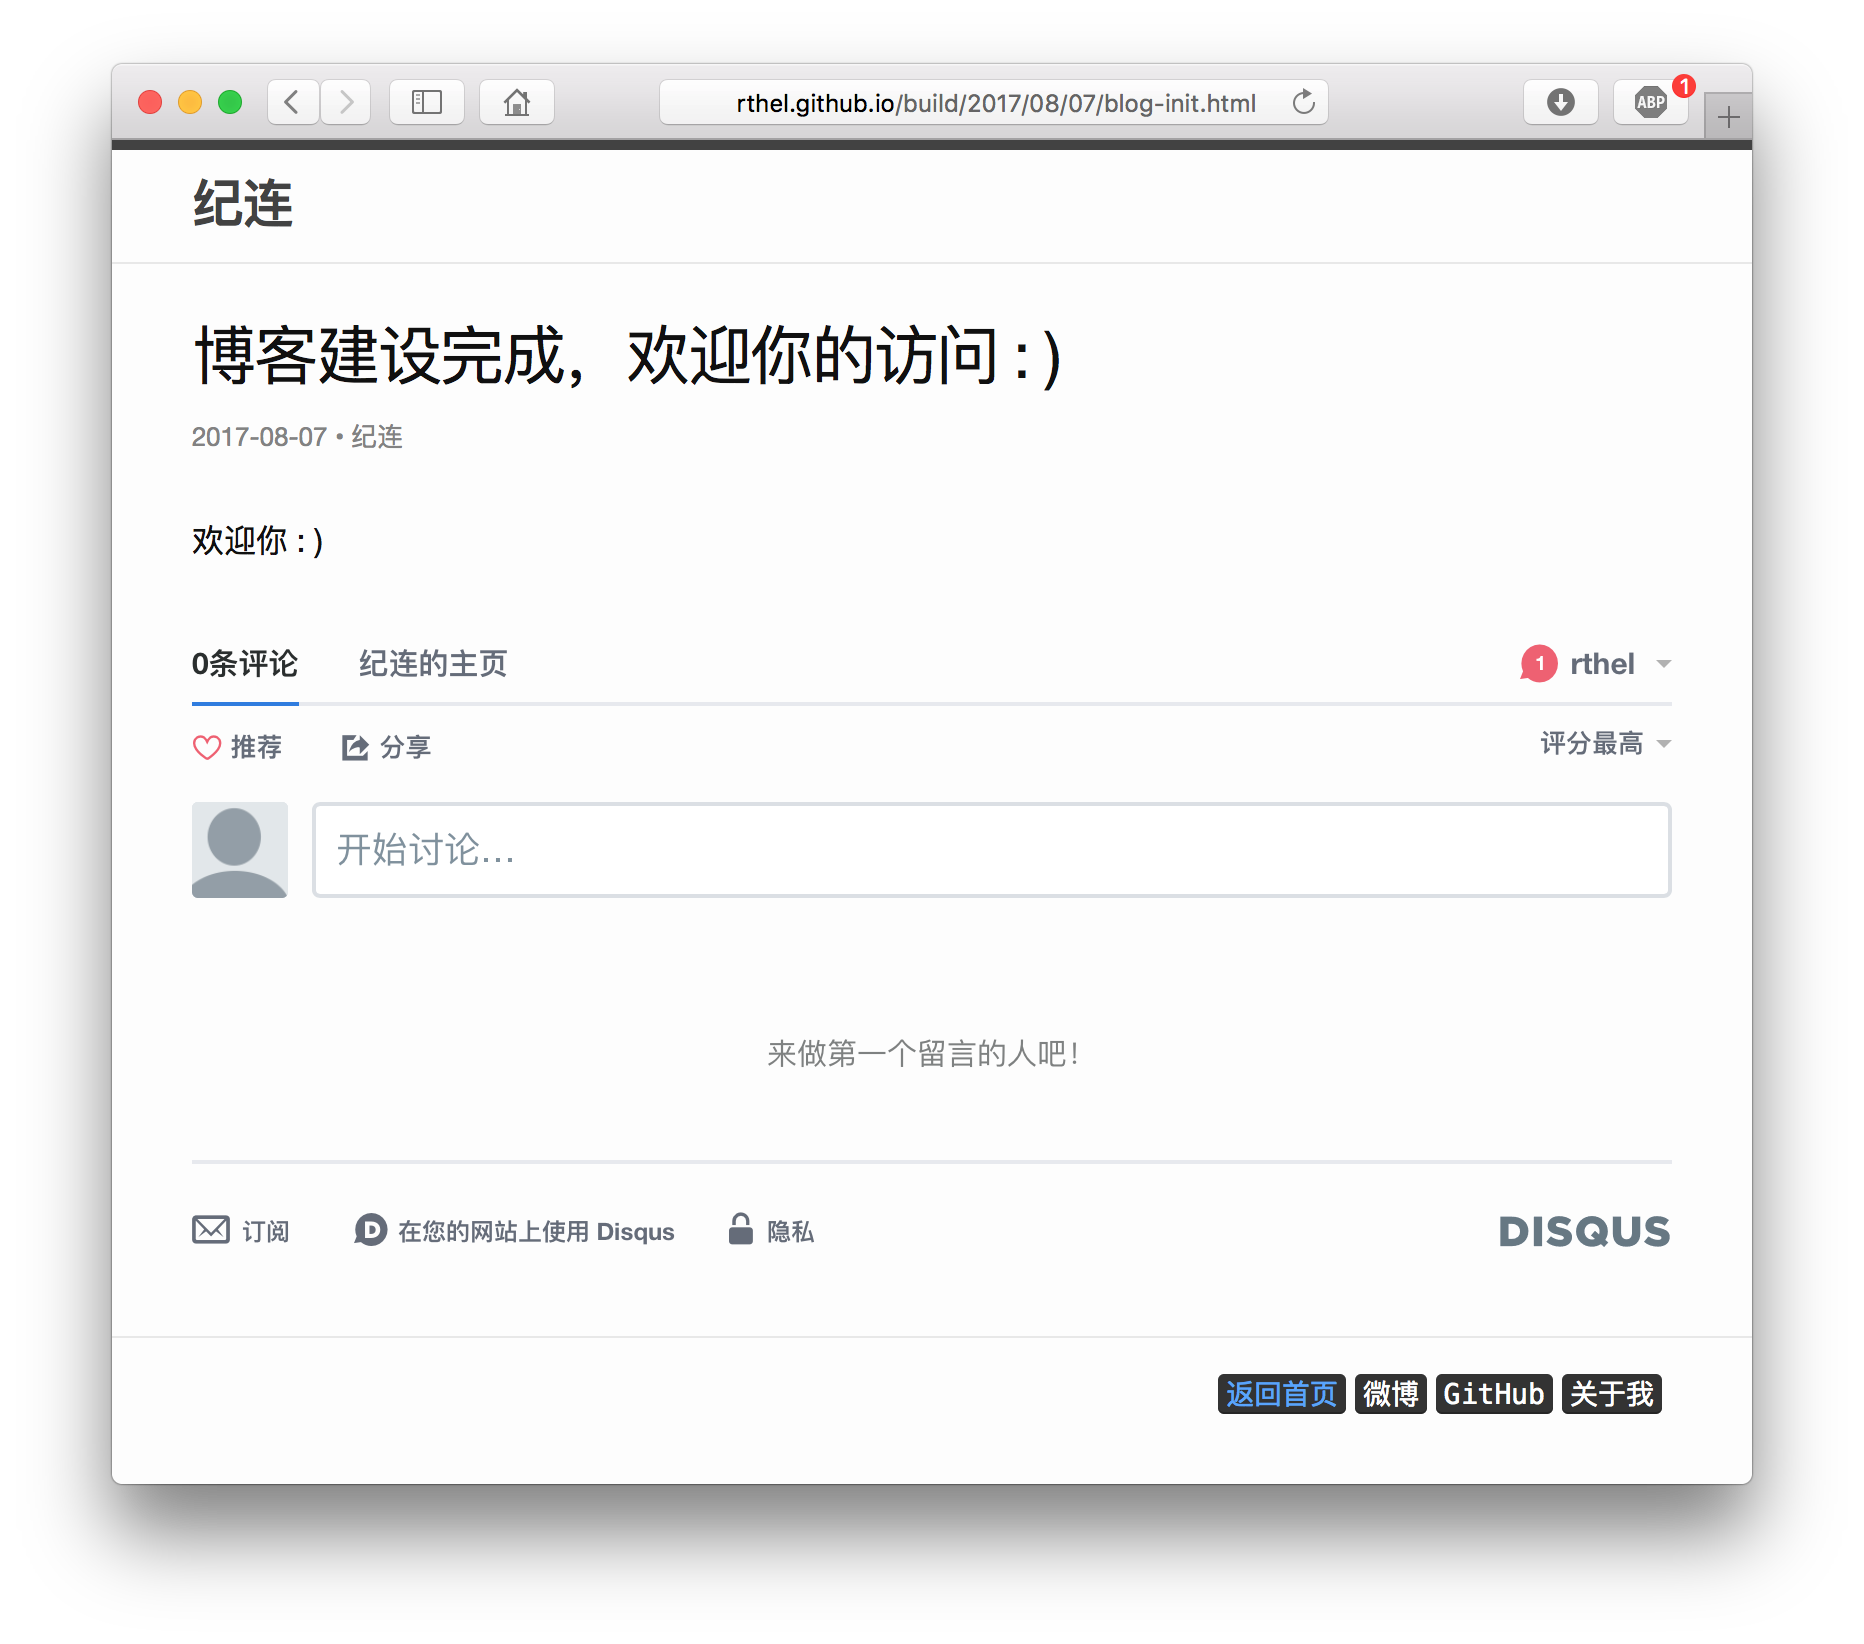 rthel.github.io/build/2017/08/07/blog-init.html
ABP
1
纪连
博客建设完成，欢迎你的访问 : )
2017-08-07 • 纪连
欢迎你 : )
0条评论 纪连的主页 1 rthel
推荐 分享 评分最高
开始讨论...
来做第一个留言的人吧！
订阅 D 在您的网站上使用 Disqus 隐私 DISQUS
返回首页 微博 GitHub 关于我